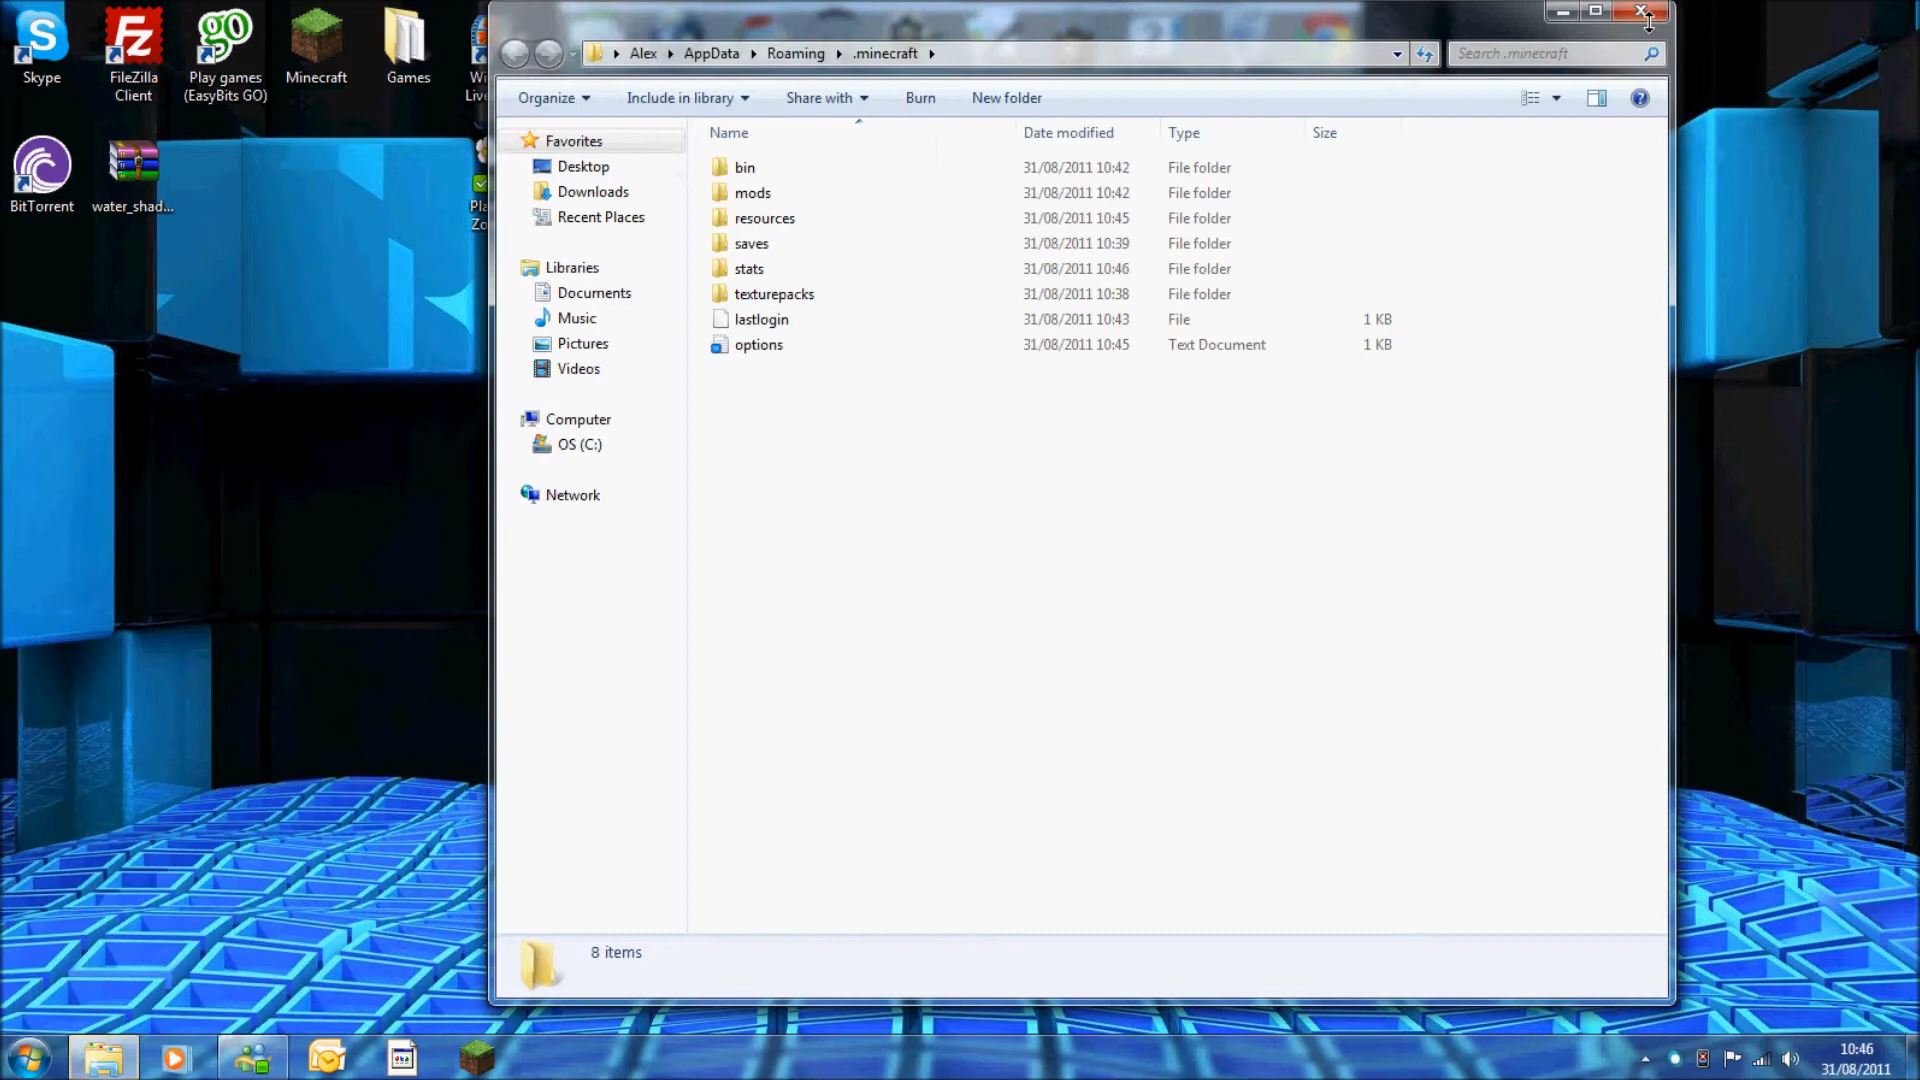 Skype
FileZilla
Client
Play games
(EasyBits GO)
Minecraft
Games
BitTorrent
water_shad...
Alex
AppData
Roaming
.minecraft
Search .minecraft
Organize
Include in library
Share with
Burn
New folder
Name
Date modified
Type
Size
Favorites
Desktop
Downloads
Recent Places
Libraries
Documents
Music
Pictures
Videos
Computer
OS (C:)
Network
bin 31/08/2011 10:42 File folder
mods 31/08/2011 10:42 File folder
resources 31/08/2011 10:45 File folder
saves 31/08/2011 10:39 File folder
stats 31/08/2011 10:46 File folder
texturepacks 31/08/2011 10:38 File folder
lastlogin 31/08/2011 10:43 File 1 KB
options 31/08/2011 10:45 Text Document 1 KB
8 items
10:46
31/08/2011